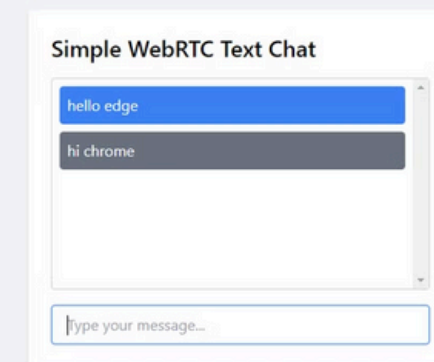 Simple WebRTC Text Chat
hello edge
hi chrome
Type your message...